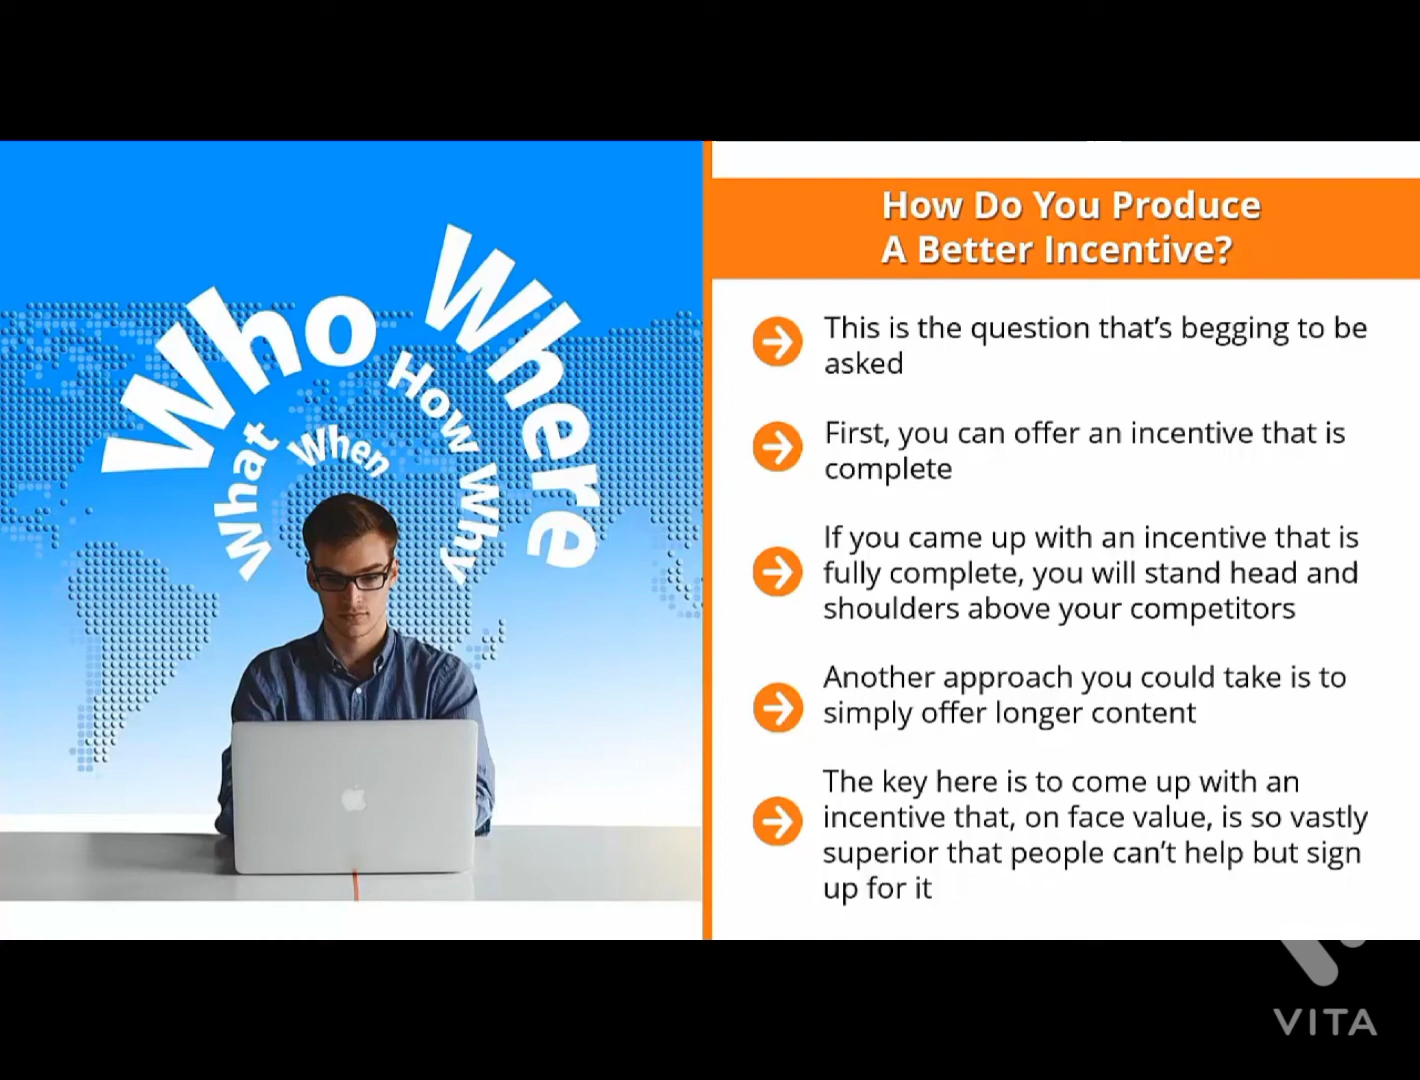 Who
Where
What
When
How
Why
How Do You Produce
A Better Incentive?
This is the question that’s begging to be
asked
First, you can offer an incentive that is
complete
If you came up with an incentive that is
fully complete, you will stand head and
shoulders above your competitors
Another approach you could take is to
simply offer longer content
The key here is to come up with an
incentive that, on face value, is so vastly
superior that people can’t help but sign
up for it
VITA